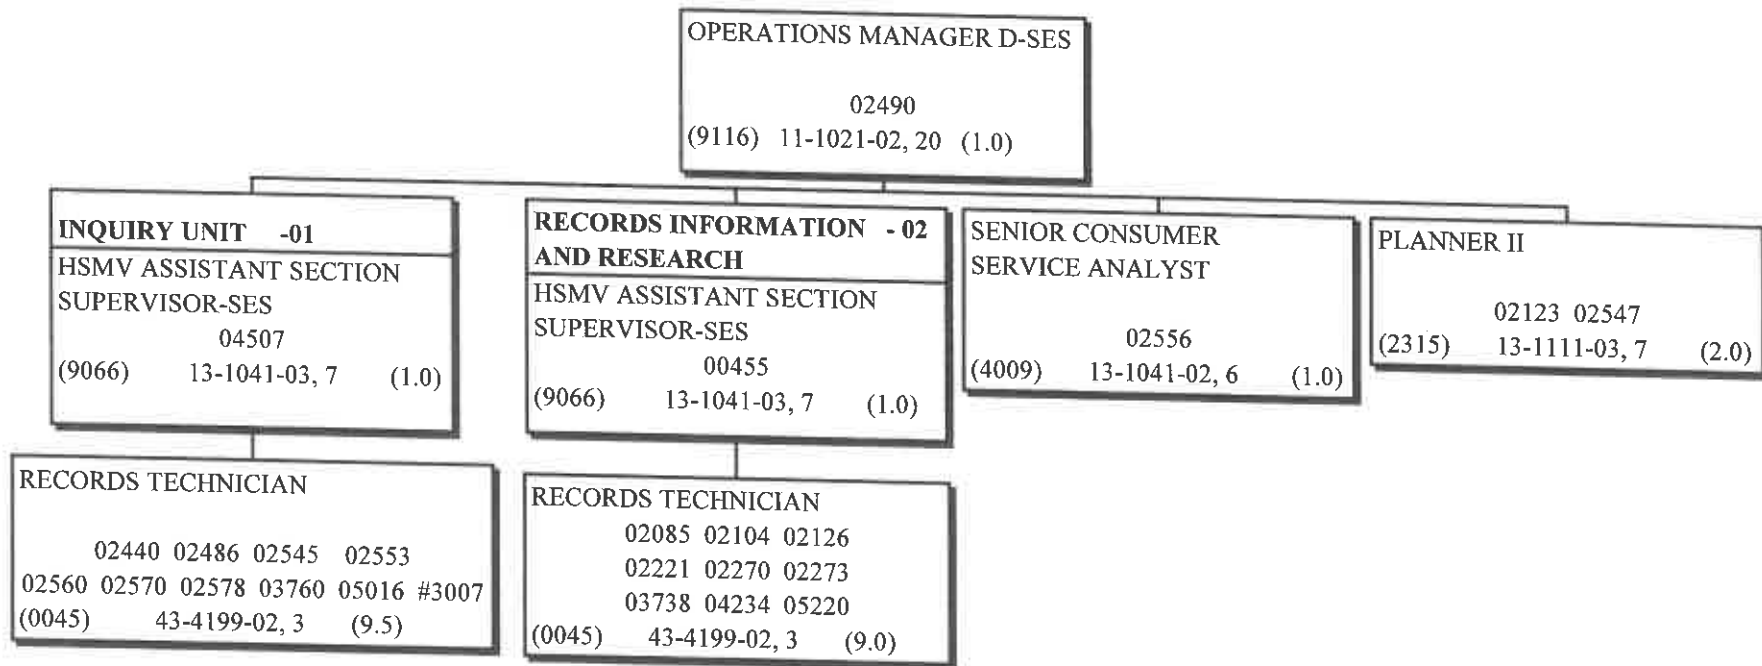 OPERATIONS MANAGER D-SES
02490
(9116) 11-1021-02, 20 (1.0)
INQUIRY UNIT -01
HSMV ASSISTANT SECTION
SUPERVISOR-SES
04507
(9066) 13-1041-03, 7 (1.0)
RECORDS INFORMATION - 02
AND RESEARCH
HSMV ASSISTANT SECTION
SUPERVISOR-SES
00455
(9066) 13-1041-03, 7 (1.0)
SENIOR CONSUMER
SERVICE ANALYST
02556
(4009) 13-1041-02, 6 (1.0)
PLANNER II
02123 02547
(2315) 13-1111-03, 7 (2.0)
RECORDS TECHNICIAN
02440 02486 02545 02553
02560 02570 02578 03760 05016 #3007
(0045) 43-4199-02, 3 (9.5)
RECORDS TECHNICIAN
02085 02104 02126
02221 02270 02273
03738 04234 05220
(0045) 43-4199-02, 3 (9.0)